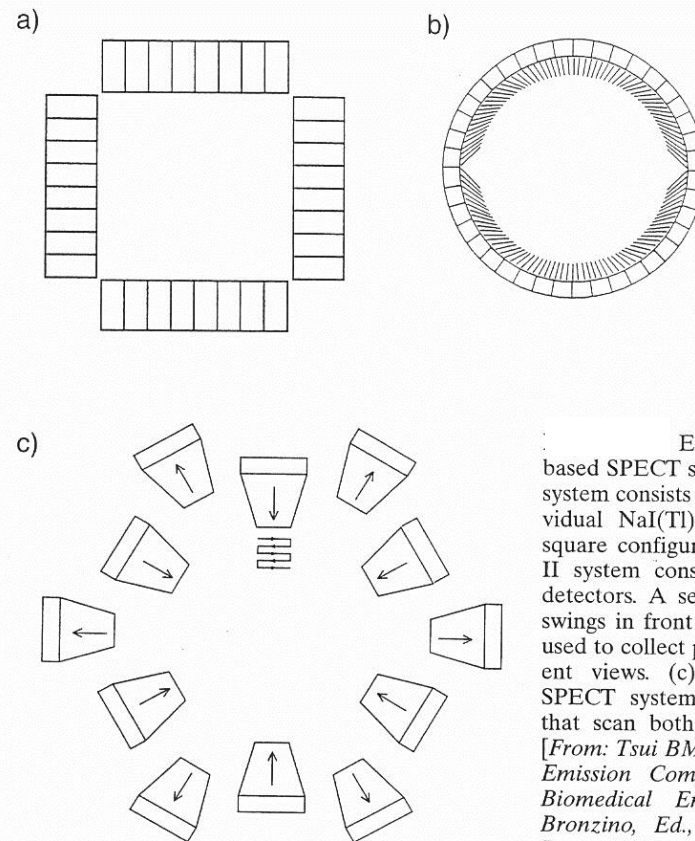 a)
b)
c)
E
based SPECT s
system consists
vidual NaI(Tl)
square configur
II system cons
detectors. A se
swings in front
used to collect p
ent views. (c)
SPECT system
that scan both
[From: Tsui BM
Emission Com
Biomedical En
Bronzino, Ed.,